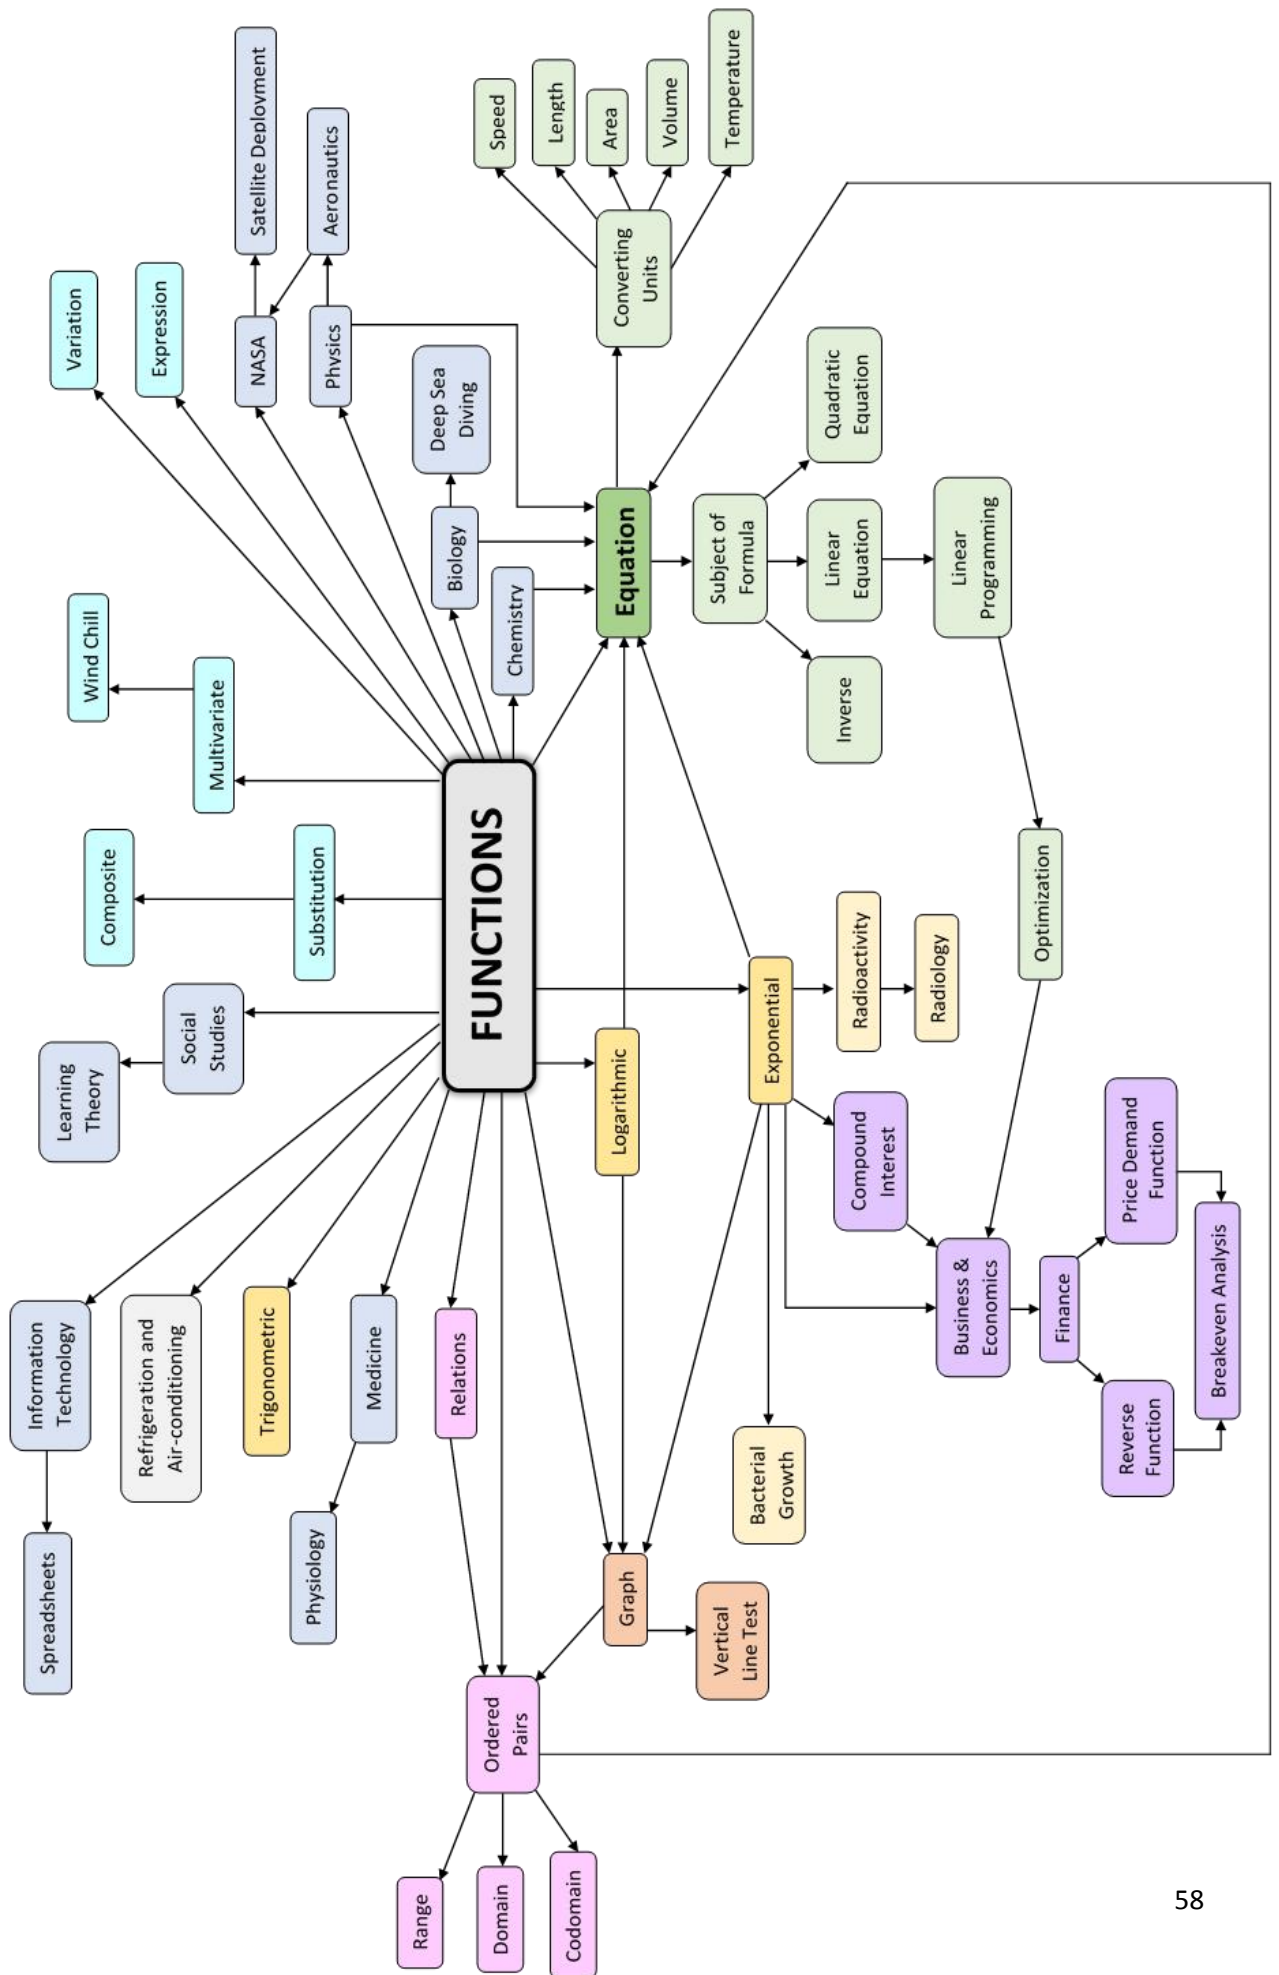 Spreadsheets
Information
Technology
Learning
Theory
Composite
Wind Chill
Variation
Refrigeration and
Air-conditioning
Social
Studies
Multivariate
Expression
Trigonometric
Substitution
NASA
Satellite Deployment
Physiology
Medicine
Physics
Aeronautics
Range
Relations
Biology
Deep Sea
Diving
Domain
Ordered
Pairs
FUNCTIONS
Chemistry
Speed
Codomain
Length
Graph
Logarithmic
Equation
Converting
Units
Area
Volume
Vertical
Line Test
Subject of
Formula
Temperature
Bacterial
Growth
Exponential
Compound
Interest
Radioactivity
Inverse
Linear
Equation
Quadratic
Equation
Business &
Economics
Radiology
Linear
Programming
Finance
Optimization
Reverse
Function
Price Demand
Function
Breakeven Analysis
58